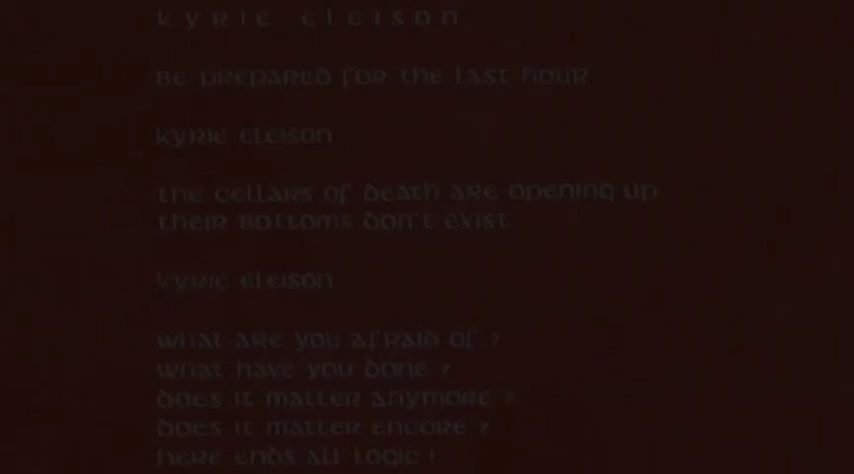 kyrie eleison
be prepared for the last hour
kyrie eleison
the cellars of death are opening up
their bottoms don't exist
kyrie eleison
what are you afraid of ?
what have you done ?
does it matter anymore ?
does it matter encore ?
here ends all logic !